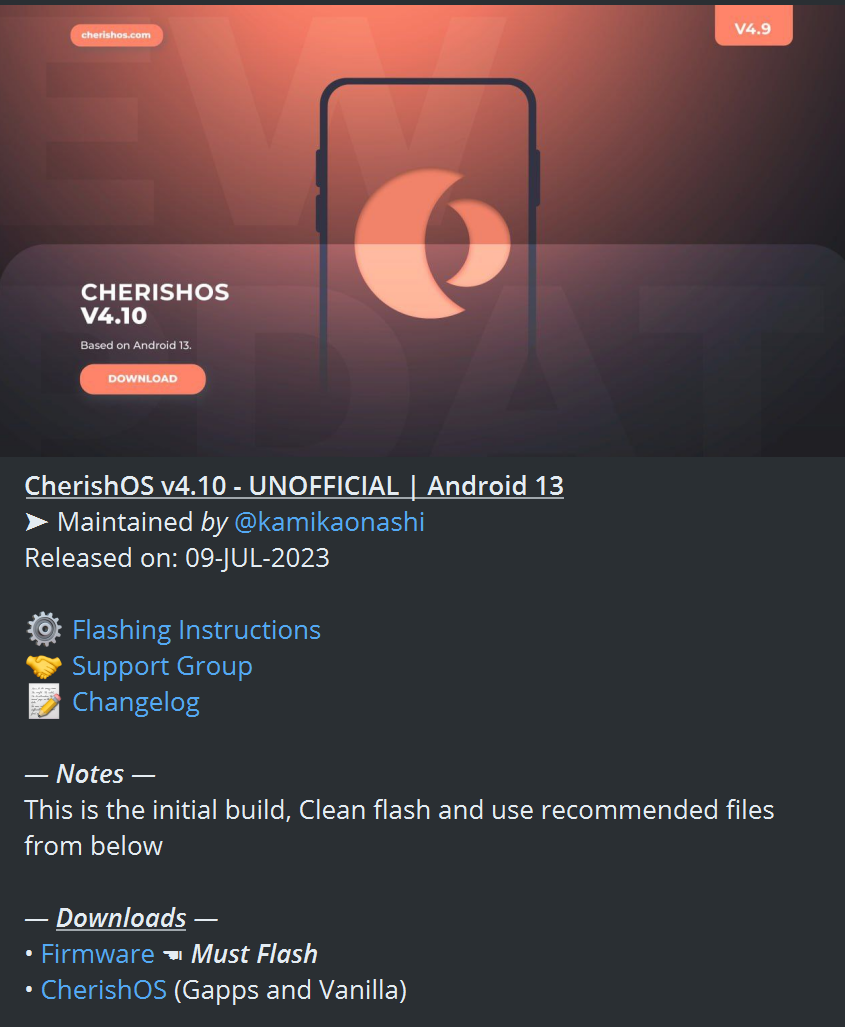 cherishos.com
V4.9
EW
PDAT
CHERISHOS
V4.10
Based on Android 13.
DOWNLOAD
CherishOS v4.10 - UNOFFICIAL | Android 13
➤ Maintained by @kamikaonashi
Released on: 09-JUL-2023
⚙️ Flashing Instructions
🤝 Support Group
📝 Changelog
— Notes —
This is the initial build, Clean flash and use recommended files
from below
— Downloads —
• Firmware ☚ Must Flash
• CherishOS (Gapps and Vanilla)